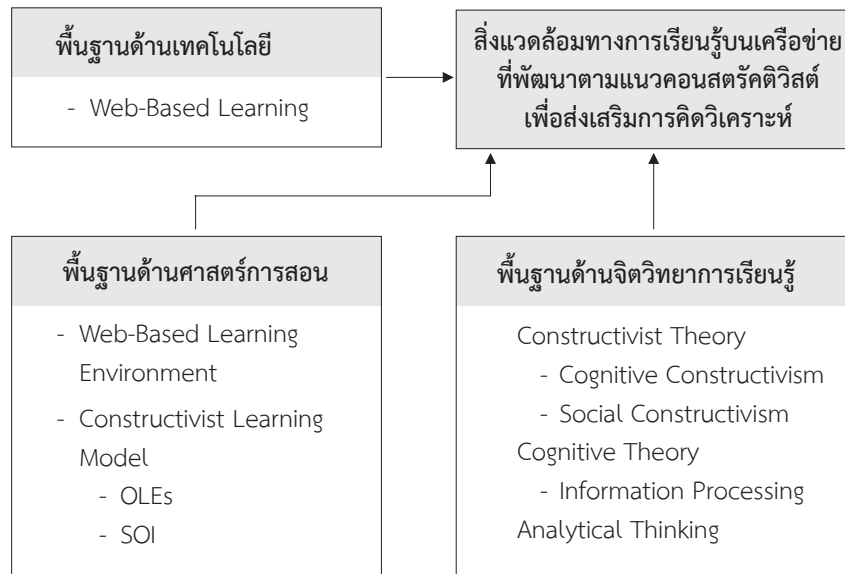 พื้นฐานด้านเทคโนโลยี
- Web-Based Learning
สิ่งแวดล้อมทางการเรียนรู้บนเครือข่าย
ที่พัฒนาตามแนวคอนสตรัคติวิสต์
เพื่อส่งเสริมการคิดวิเคราะห์
พื้นฐานด้านศาสตร์การสอน
- Web-Based Learning
Environment
- Constructivist Learning
Model
- OLEs
- SOI
พื้นฐานด้านจิตวิทยาการเรียนรู้
Constructivist Theory
- Cognitive Constructivism
- Social Constructivism
Cognitive Theory
- Information Processing
Analytical Thinking